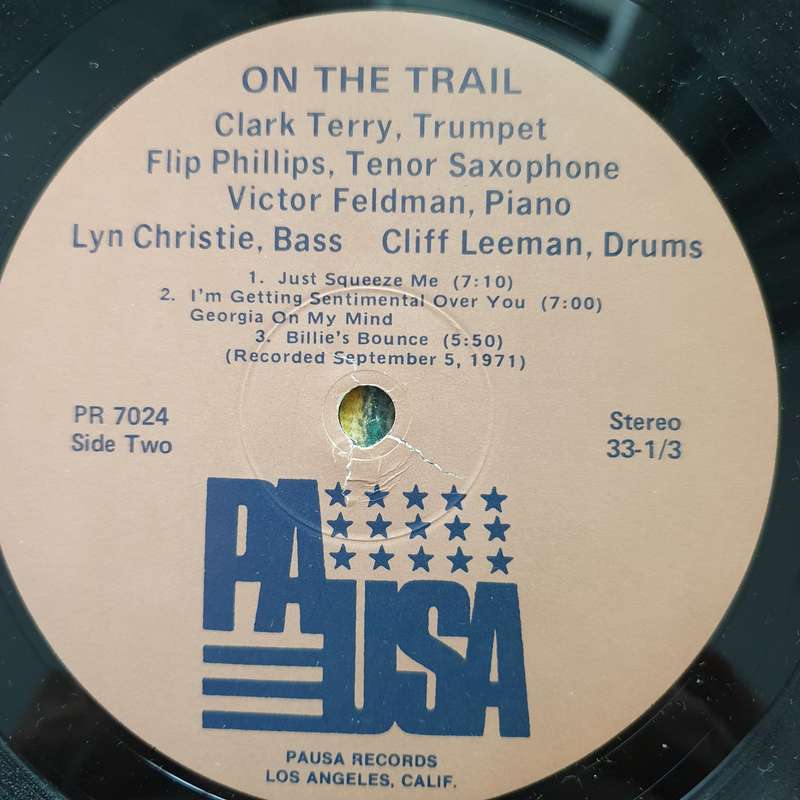 ON THE TRAIL
Clark Terry, Trumpet
Flip Phillips, Tenor Saxophone
Victor Feldman, Piano
Lyn Christie, Bass Cliff Leeman, Drums
1. Just Squeeze Me (7:10)
2. I'm Getting Sentimental Over You (7:00)
Georgia On My Mind
3. Billie's Bounce (5:50)
(Recorded September 5, 1971)
PR 7024
Side Two
Stereo
33-1/3
PAUSA
PAUSA RECORDS
LOS ANGELES, CALIF.